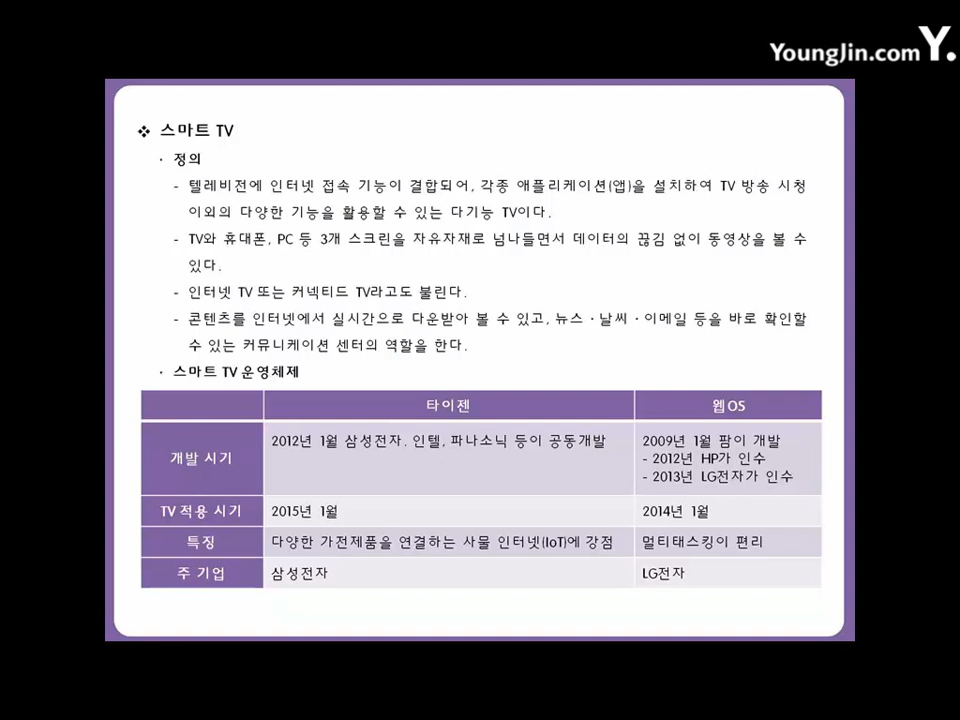 YoungJin.com Y.
❖ 스마트 TV
· 정의
- 텔레비전에 인터넷 접속 기능이 결합되어, 각종 애플리케이션(앱)을 설치하여 TV 방송 시청
이외의 다양한 기능을 활용할 수 있는 다기능 TV이다.
- TV와 휴대폰, PC 등 3개 스크린을 자유자재로 넘나들면서 데이터의 끊김 없이 동영상을 볼 수
있다.
- 인터넷 TV 또는 커넥티드 TV라고도 불린다.
- 콘텐츠를 인터넷에서 실시간으로 다운받아 볼 수 있고, 뉴스·날씨·이메일 등을 바로 확인할
수 있는 커뮤니케이션 센터의 역할을 한다.
· 스마트 TV 운영체제
타이젠 웹OS
개발 시기 2012년 1월 삼성전자. 인텔, 파나소닉 등이 공동개발 2009년 1월 팜이 개발
- 2012년 HP가 인수
- 2013년 LG전자가 인수
TV 적용 시기 2015년 1월 2014년 1월
특징 다양한 가전제품을 연결하는 사물 인터넷(IoT)에 강점 멀티태스킹이 편리
주 기업 삼성전자 LG전자